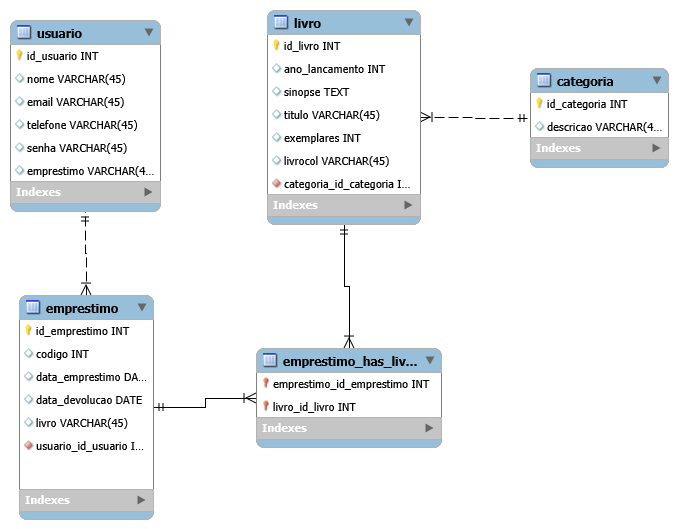 usuario
id_usuario INT
nome VARCHAR(45)
email VARCHAR(45)
telefone VARCHAR(45)
senha VARCHAR(45)
emprestimo VARCHAR(4...
Indexes
livro
id_livro INT
ano_lancamento INT
sinopse TEXT
titulo VARCHAR(45)
exemplares INT
livrocol VARCHAR(45)
categoria_id_categoria I...
Indexes
categoria
id_categoria INT
descricao VARCHAR(4...
Indexes
emprestimo
id_emprestimo INT
codigo INT
data_emprestimo DA...
data_devolucao DATE
livro VARCHAR(45)
usuario_id_usuario I...
Indexes
emprestimo_has_liv...
emprestimo_id_emprestimo INT
livro_id_livro INT
Indexes